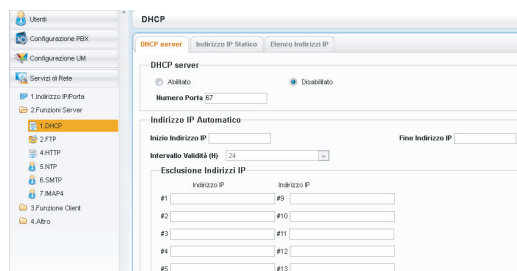 Utenti
Configurazione PBX
Configurazione UM
Servizi di Rete
1.Indirizzo IP/Porta
2.Funzioni Server
1.DHCP
2.FTP
4.HTTP
5.NTP
6.SMTP
7.IMAP4
3.Funzione Client
4.Altro
DHCP
DHCP server Indirizzo IP Statico Elenco Indirizzi IP
DHCP server
Abilitato Disabilitato
Numero Porta 67
Indirizzo IP Automatico
Inizio Indirizzo IP Fine Indirizzo IP
Intervallo Validità (H) 24
Esclusione Indirizzi IP
Indirizzo IP Indirizzo IP
#1 #9
#2 #10
#3 #11
#4 #12
#5 #13